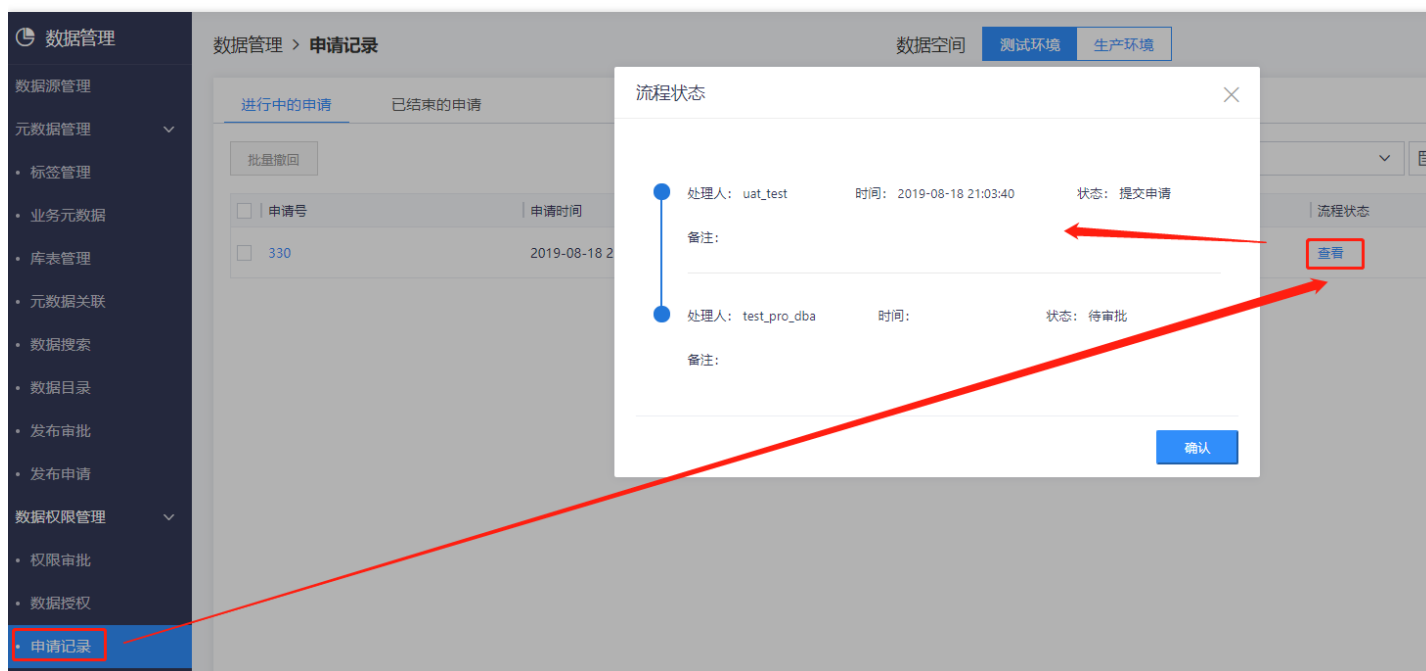 数据管理
数据源管理
元数据管理
• 标签管理
• 业务元数据
• 库表管理
• 元数据关联
• 数据搜索
• 数据目录
• 发布审批
• 发布申请
数据权限管理
• 权限审批
• 数据授权
• 申请记录
数据管理 > 申请记录
数据空间 测试环境 生产环境
进行中的申请 已结束的申请
批量撤回
申请号 申请时间 流程状态
330 2019-08-18 2 查看
流程状态
处理人: uat_test 时间: 2019-08-18 21:03:40 状态: 提交申请
备注:
处理人: test_pro_dba 时间: 状态: 待审批
备注:
确认